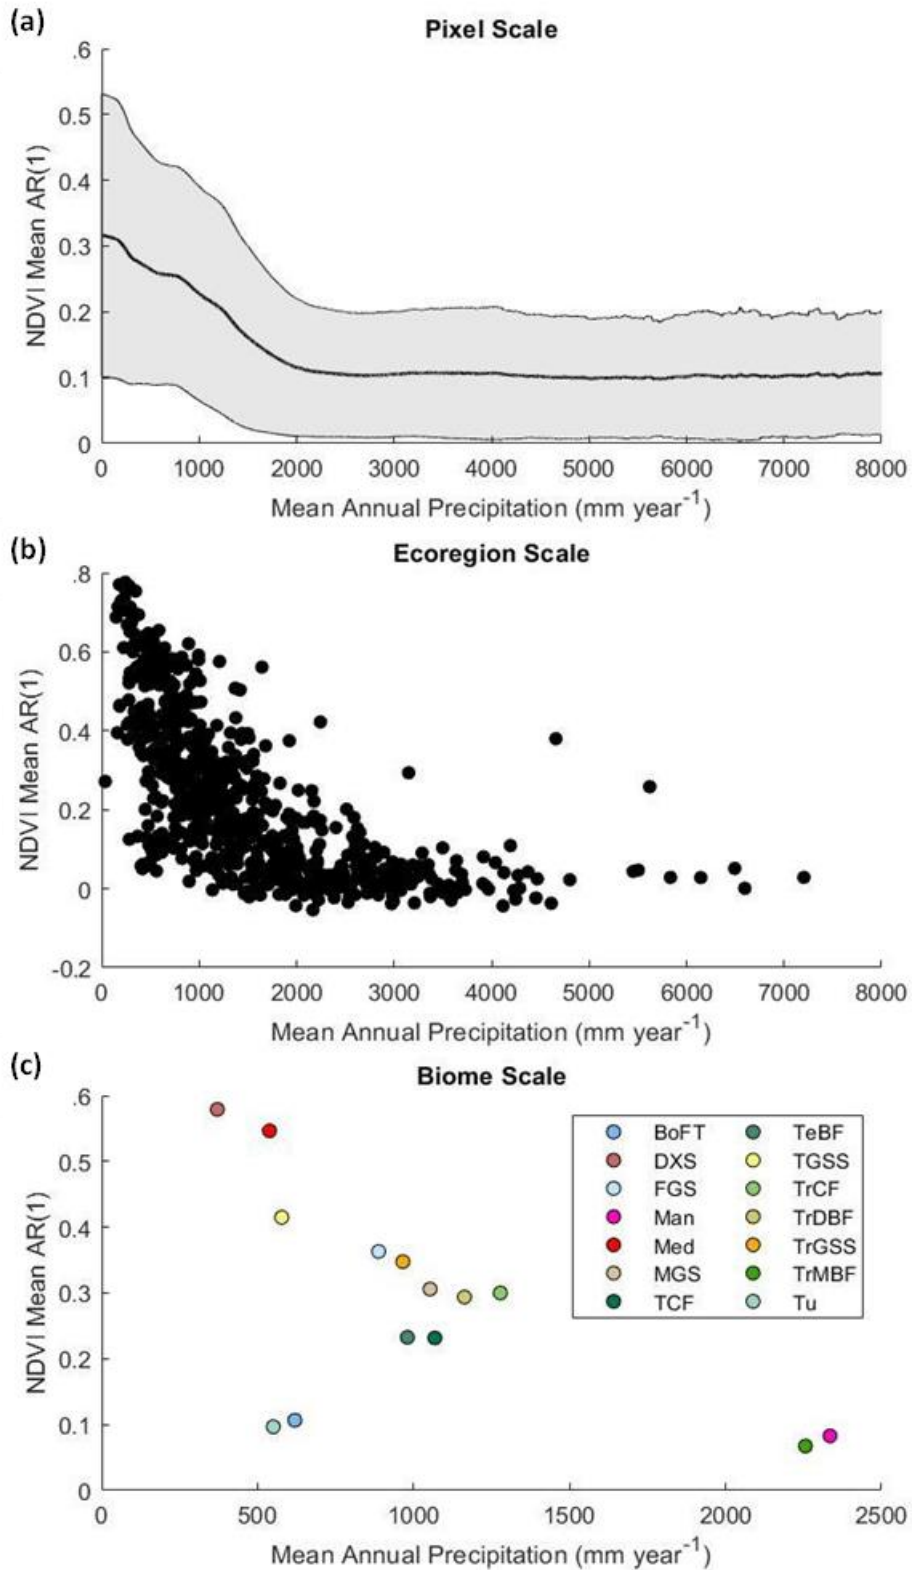 (a)
Pixel Scale
.6
0.5
0.4
0.3
0.2
0.1
0
NDVI Mean AR(1)
0 1000 2000 3000 4000 5000 6000 7000 8000
Mean Annual Precipitation (mm year-1)
(b)
Ecoregion Scale
.8
0.6
0.4
0.2
0
-0.2
NDVI Mean AR(1)
0 1000 2000 3000 4000 5000 6000 7000 8000
Mean Annual Precipitation (mm year-1)
(c)
Biome Scale
.6
0.5
0.4
0.3
0.2
0.1
0
NDVI Mean AR(1)
BoFT TeBF
DXS TGSS
FGS TrCF
Man TrDBF
Med TrGSS
MGS TrMBF
TCF Tu
0 500 1000 1500 2000 2500
Mean Annual Precipitation (mm year-1)